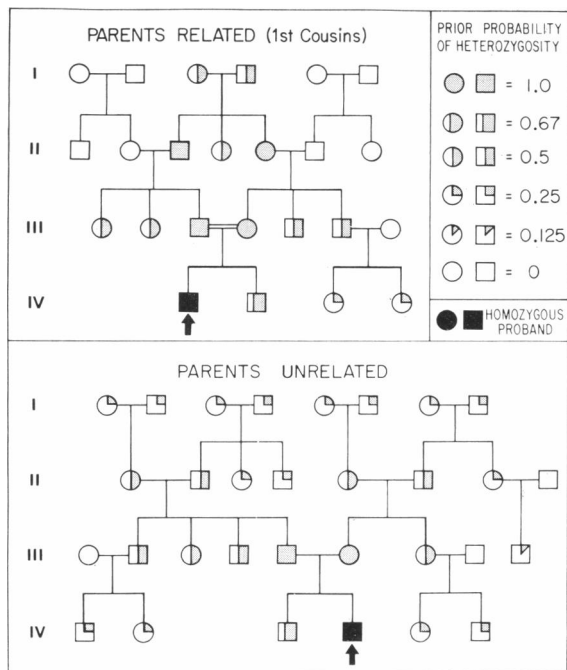 PARENTS RELATED (1st Cousins)
I
II
III
IV
PRIOR PROBABILITY
OF HETEROZYGOSITY
= 1.0
= 0.67
= 0.5
= 0.25
= 0.125
= 0
HOMOZYGOUS
PROBAND
PARENTS UNRELATED
I
II
III
IV